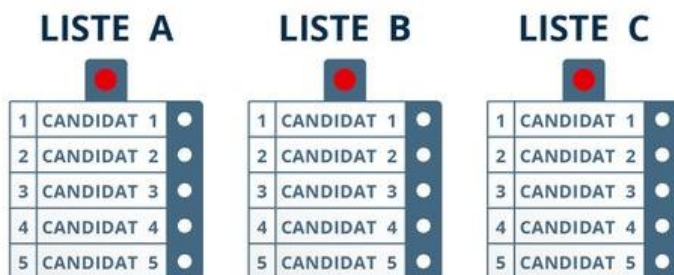 LISTE A LISTE B LISTE C
1 CANDIDAT 1 1 CANDIDAT 1 1 CANDIDAT 1
2 CANDIDAT 2 2 CANDIDAT 2 2 CANDIDAT 2
3 CANDIDAT 3 3 CANDIDAT 3 3 CANDIDAT 3
4 CANDIDAT 4 4 CANDIDAT 4 4 CANDIDAT 4
5 CANDIDAT 5 5 CANDIDAT 5 5 CANDIDAT 5